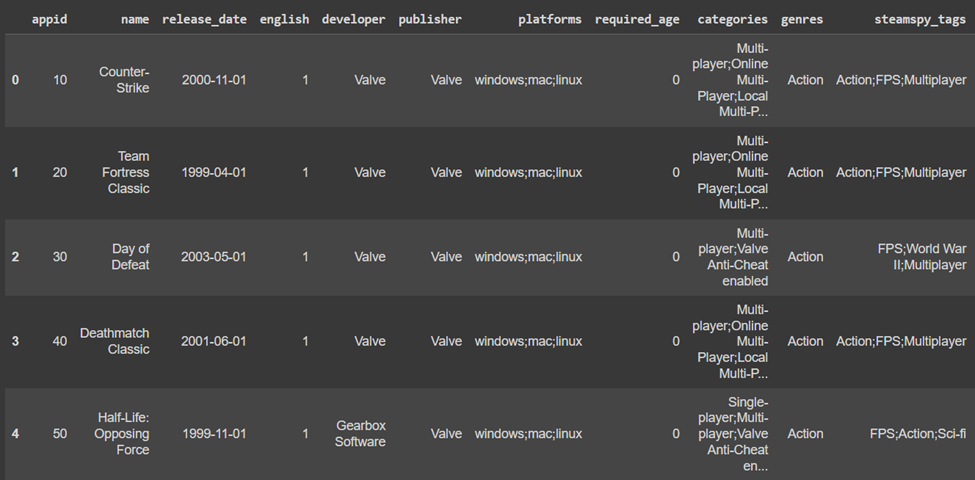 appid name release_date english developer publisher platforms required_age categories genres steamspy_tags
0 10 Counter-Strike 2000-11-01 1 Valve Valve windows;mac;linux 0 Multi-player;Online Multi-Player;Local Multi-P... Action Action;FPS;Multiplayer
1 20 Team Fortress Classic 1999-04-01 1 Valve Valve windows;mac;linux 0 Multi-player;Online Multi-Player;Local Multi-P... Action Action;FPS;Multiplayer
2 30 Day of Defeat 2003-05-01 1 Valve Valve windows;mac;linux 0 Multi-player;Valve Anti-Cheat enabled Action FPS;World War II;Multiplayer
3 40 Deathmatch Classic 2001-06-01 1 Valve Valve windows;mac;linux 0 Multi-player;Online Multi-Player;Local Multi-P... Action Action;FPS;Multiplayer
4 50 Half-Life: Opposing Force 1999-11-01 1 Gearbox Software Valve windows;mac;linux 0 Single-player;Multi-player;Valve Anti-Cheat en... Action FPS;Action;Sci-fi